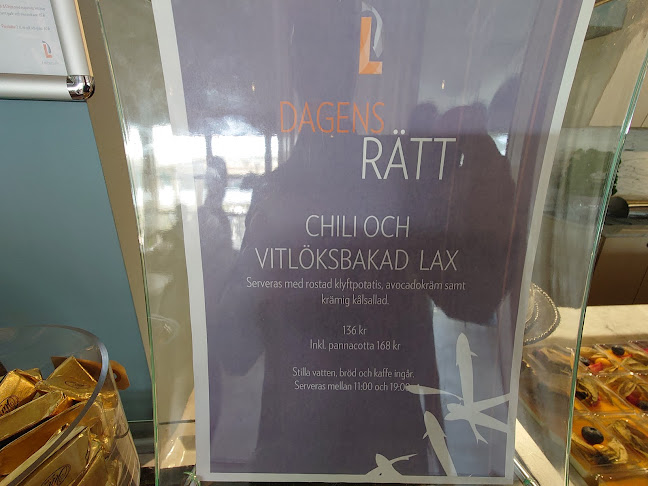 DAGENS
RÄTT
CHILI OCH
VITLÖKSBAKAD LAX
Serveras med rostad klyftpotatis, avocadokräm samt
krämig kålsallad.
136 kr
Inkl. pannacotta 168 kr
Stilla vatten, bröd och kaffe ingår.
Serveras mellan 11:00 och 19:00